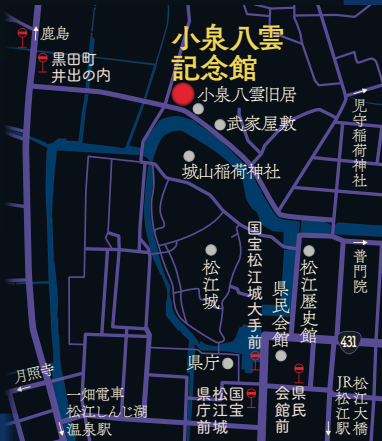 小泉八雲
記念館
鹿島
黒田町
井出の内
小泉八雲旧居
武家屋敷
児守稲荷神社
城山稲荷神社
国宝松江城大手前
普門院
松江城
県民会館
松江歴史館
431
県庁
月照寺
一畑電車
松江しんじ湖
温泉駅
国宝
松江城
県庁前
県民
会館前
松江大橋
JR松江駅